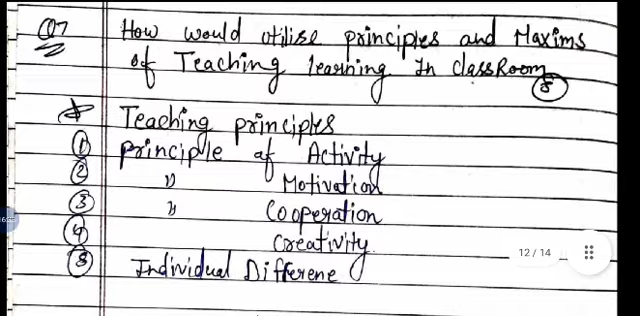 Q7 How would utilise principles and Maxims
of Teaching learning In classRoom
8
Teaching principles
① principle of Activity
② " Motivation
③ " Cooperation
④ Creativity
⑤ Individual Differene
12 / 14